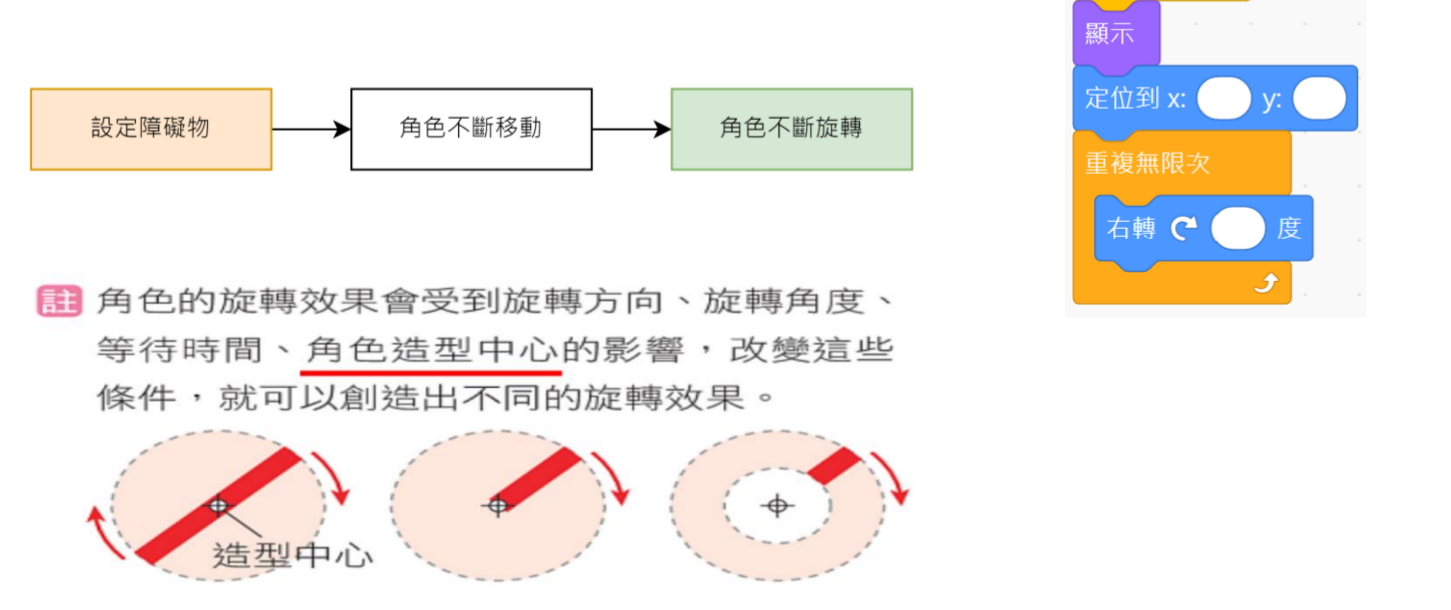 設定障礙物
角色不斷移動
角色不斷旋轉
註 角色的旋轉效果會受到旋轉方向、旋轉角度、
等待時間、角色造型中心的影響，改變這些
條件，就可以創造出不同的旋轉效果。
造型中心
顯示
定位到 x: y:
重複無限次
右轉 度